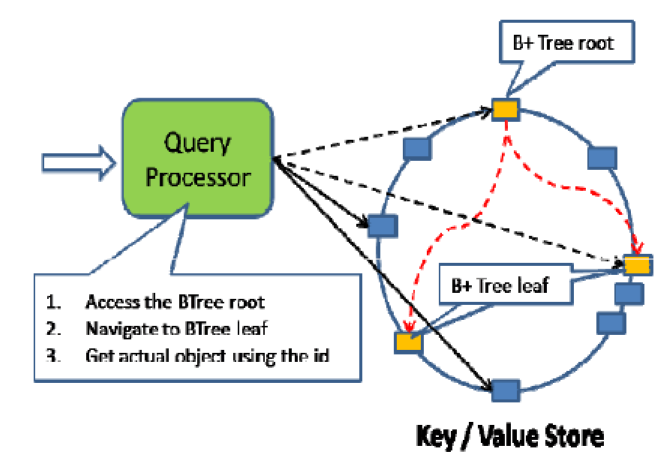 B+ Tree root
Query
Processor
B+ Tree leaf
1. Access the BTree root
2. Navigate to BTree leaf
3. Get actual object using the id
Key / Value Store